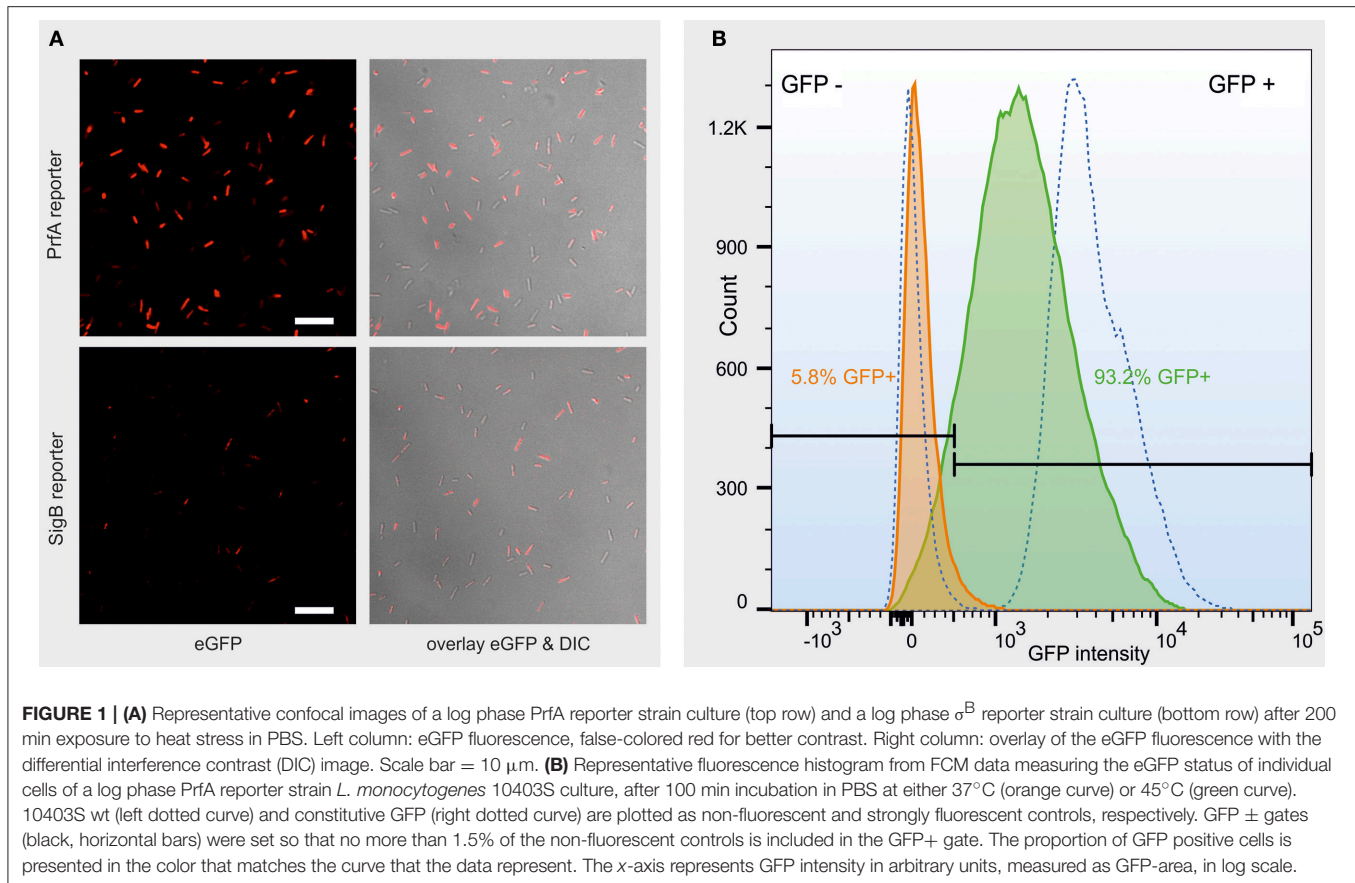 A
PrfA reporter
SigB reporter
eGFP
overlay eGFP & DIC
B
GFP -
GFP +
1.2K
900
600
300
0
Count
5.8% GFP+
93.2% GFP+
-10³
0
10³
10⁴
10⁵
GFP intensity
FIGURE 1 | (A) Representative confocal images of a log phase PrfA reporter strain culture (top row) and a log phase σᴮ reporter strain culture (bottom row) after 200
min exposure to heat stress in PBS. Left column: eGFP fluorescence, false-colored red for better contrast. Right column: overlay of the eGFP fluorescence with the
differential interference contrast (DIC) image. Scale bar = 10 μm. (B) Representative fluorescence histogram from FCM data measuring the eGFP status of individual
cells of a log phase PrfA reporter strain L. monocytogenes 10403S culture, after 100 min incubation in PBS at either 37°C (orange curve) or 45°C (green curve).
10403S wt (left dotted curve) and constitutive GFP (right dotted curve) are plotted as non-fluorescent and strongly fluorescent controls, respectively. GFP ± gates
(black, horizontal bars) were set so that no more than 1.5% of the non-fluorescent controls is included in the GFP+ gate. The proportion of GFP positive cells is
presented in the color that matches the curve that the data represent. The x-axis represents GFP intensity in arbitrary units, measured as GFP-area, in log scale.